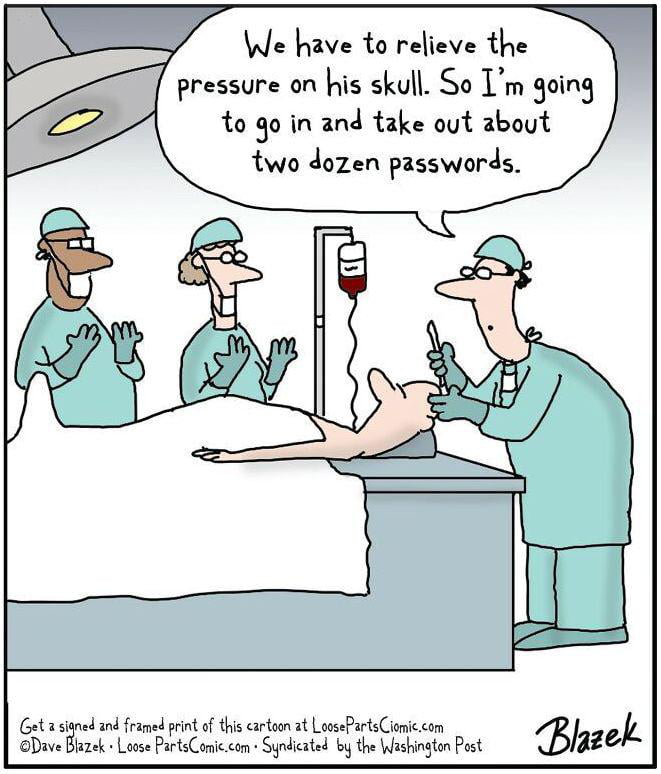 We have to relieve the
pressure on his skull. So I'm going
to go in and take out about
two dozen passwords.
Get a signed and framed print of this cartoon at LoosePartsCiomic.com
©Dave Blazek · Loose PartsComic.com · Syndicated by the Washington Post
Blazek